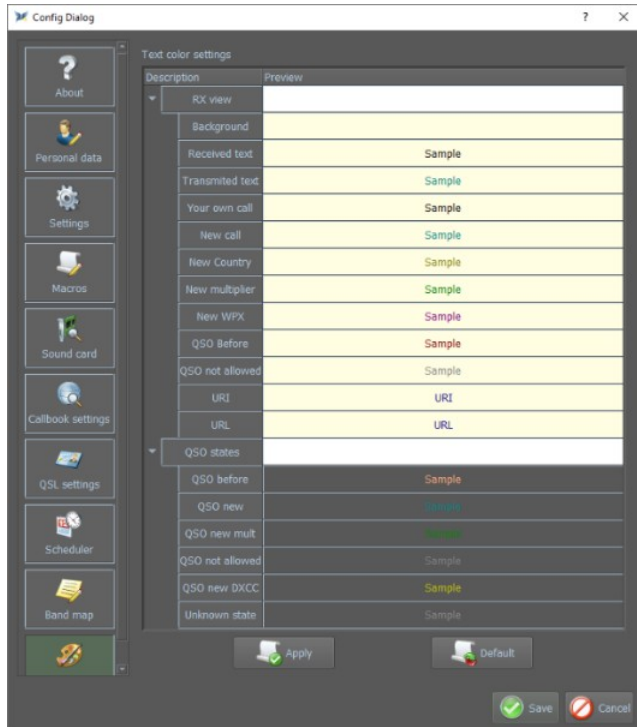 Config Dialog
?
About
Personal data
Settings
Macros
Sound card
Callbook settings
QSL settings
Scheduler
Band map
Text color settings
Description Preview
RX view
Background
Received text Sample
Transmited text Sample
Your own call Sample
New call Sample
New Country Sample
New multiplier Sample
New WPX Sample
QSO Before Sample
QSO not allowed Sample
URI URI
URL URL
QSO states
QSO before Sample
QSO new Sample
QSO new mult Sample
QSO not allowed Sample
QSO new DXCC Sample
Unknown state Sample
Apply Default
Save Cancel